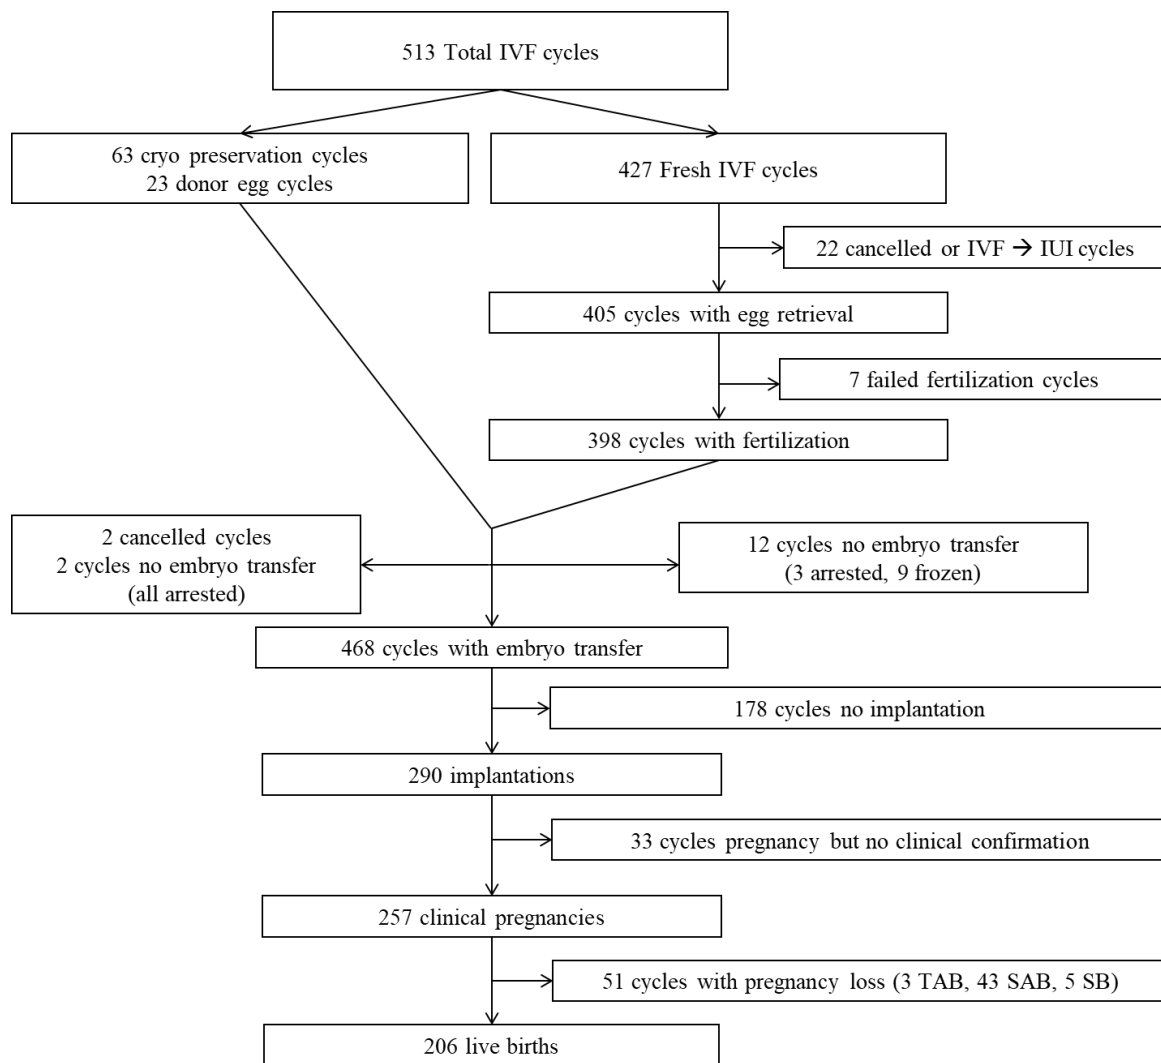 513 Total IVF cycles
63 cryo preservation cycles
23 donor egg cycles
427 Fresh IVF cycles
22 cancelled or IVF → IUI cycles
405 cycles with egg retrieval
7 failed fertilization cycles
398 cycles with fertilization
2 cancelled cycles
2 cycles no embryo transfer
(all arrested)
12 cycles no embryo transfer
(3 arrested, 9 frozen)
468 cycles with embryo transfer
178 cycles no implantation
290 implantations
33 cycles pregnancy but no clinical confirmation
257 clinical pregnancies
51 cycles with pregnancy loss (3 TAB, 43 SAB, 5 SB)
206 live births